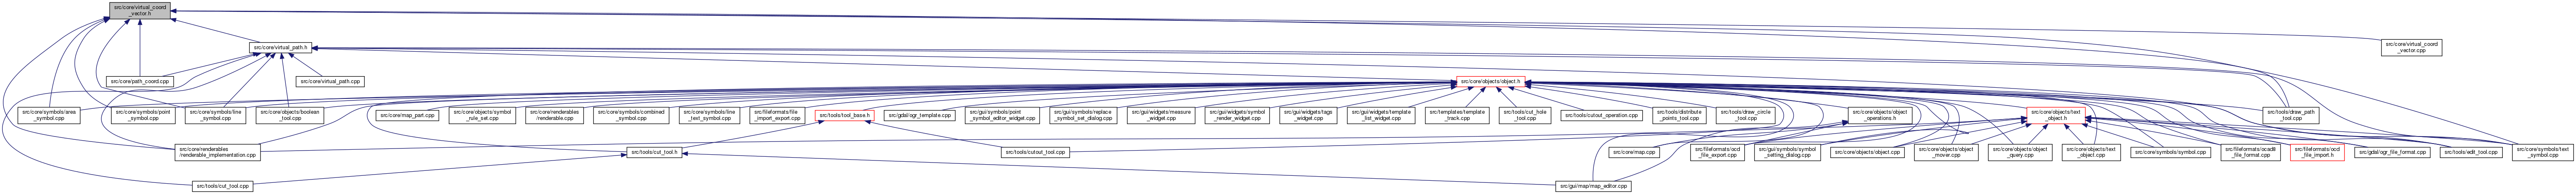 src/core/virtual_coord
_vector.h
src/core/virtual_path.h
src/core/virtual_coord
_vector.cpp
src/core/path_coord.cpp
src/core/virtual_path.cpp
src/core/objects/object.h
src/core/symbols/area
_symbol.cpp
src/core/symbols/point
_symbol.cpp
src/core/symbols/line
_symbol.cpp
src/core/objects/boolean
_tool.cpp
src/core/map_part.cpp
src/core/objects/symbol
_rule_set.cpp
src/core/renderables
/renderable.cpp
src/core/symbols/combined
_symbol.cpp
src/core/symbols/line
_text_symbol.cpp
src/fileformats/file
_import_export.cpp
src/tools/tool_base.h
src/gdal/ogr_template.cpp
src/gui/symbols/point
_symbol_editor_widget.cpp
src/gui/symbols/replace
_symbol_set_dialog.cpp
src/gui/widgets/measure
_widget.cpp
src/gui/widgets/symbol
_render_widget.cpp
src/gui/widgets/tags
_widget.cpp
src/gui/widgets/template
_list_widget.cpp
src/templates/template
_track.cpp
src/tools/cut_hole
_tool.cpp
src/tools/cutout_operation.cpp
src/tools/distribute
_points_tool.cpp
src/tools/draw_circle
_tool.cpp
src/core/objects/object
_operations.h
src/core/objects/text
_object.h
src/tools/draw_path
_tool.cpp
src/core/renderables
/renderable_implementation.cpp
src/tools/cut_tool.h
src/tools/cutout_tool.cpp
src/core/map.cpp
src/fileformats/ocd
_file_export.cpp
src/gui/symbols/symbol
_setting_dialog.cpp
src/core/objects/object.cpp
src/core/objects/object
_mover.cpp
src/core/objects/object
_query.cpp
src/core/objects/text
_object.cpp
src/core/symbols/symbol.cpp
src/fileformats/ocad8
_file_format.cpp
src/fileformats/ocd
_file_import.h
src/gdal/ogr_file_format.cpp
src/tools/edit_tool.cpp
src/core/symbols/text
_symbol.cpp
src/tools/cut_tool.cpp
src/gui/map/map_editor.cpp